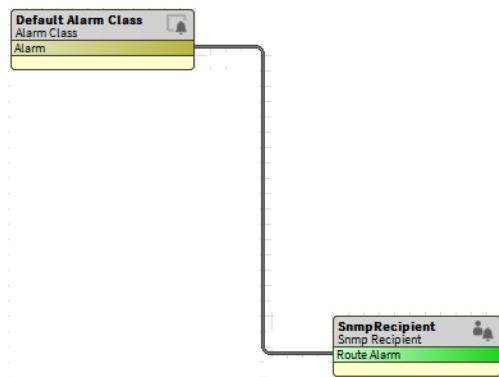 Default Alarm Class
Alarm Class
Alarm
SnmpRecipient
Snmp Recipient
Route Alarm